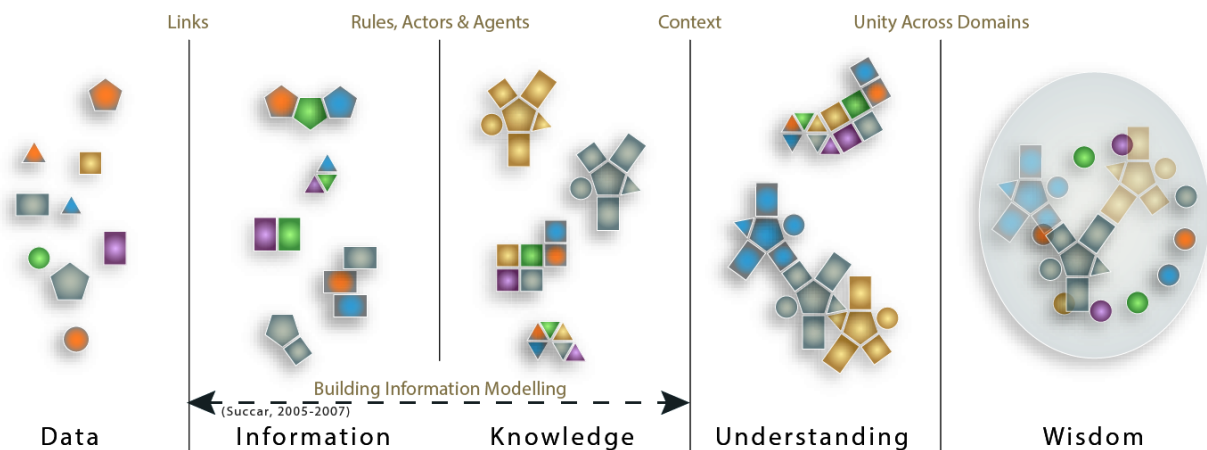 Links
Rules, Actors & Agents
Context
Unity Across Domains
Building Information Modelling
(Succar, 2005-2007)
Data
Information
Knowledge
Understanding
Wisdom